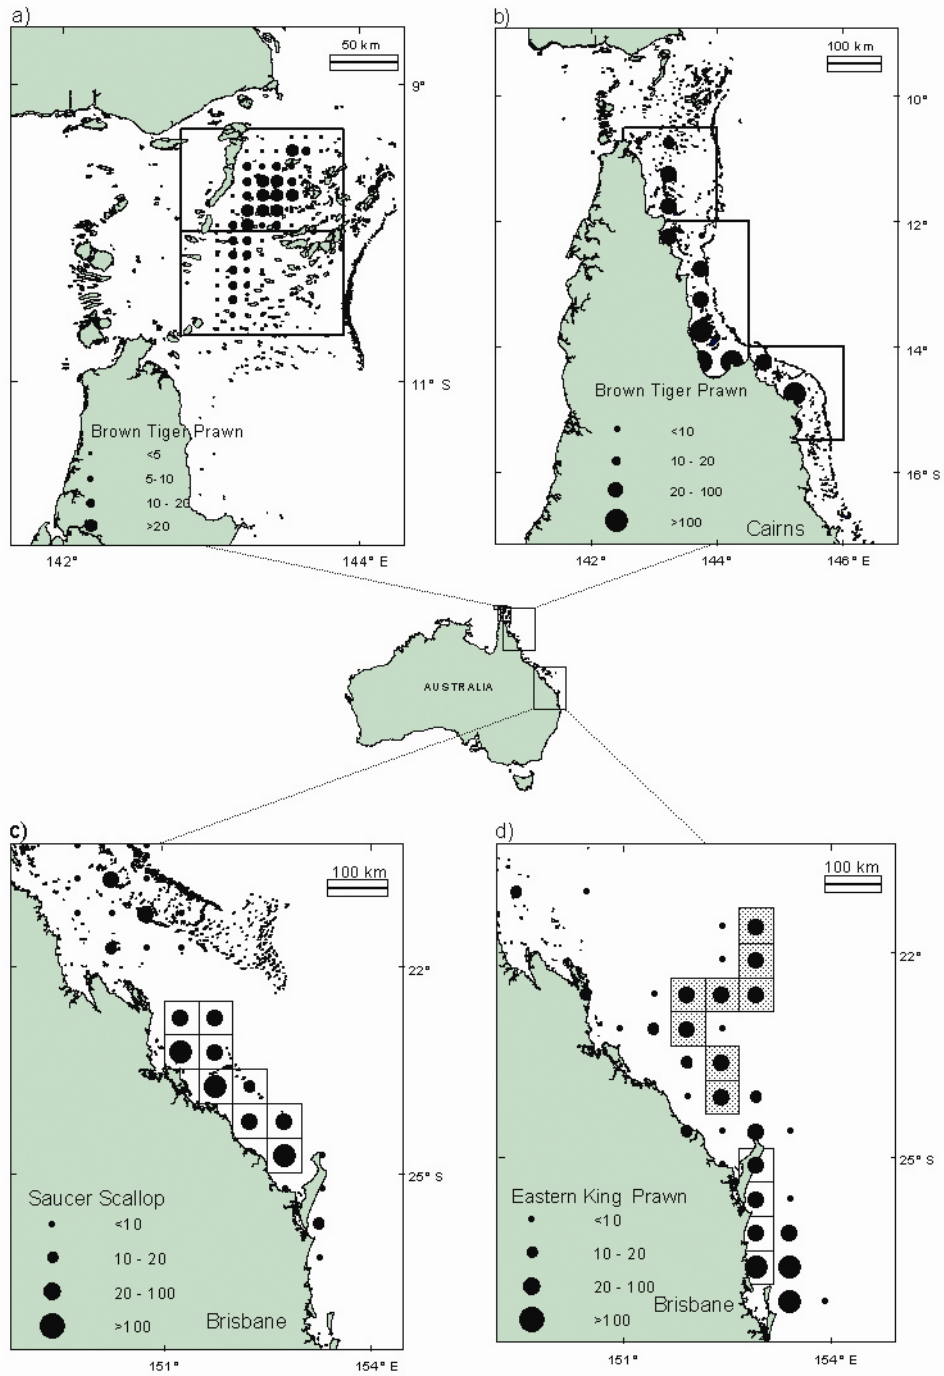 a)
50 km
9°
11° S
Brown Tiger Prawn
<5
5-10
10 - 20
>20
142°
144° E
b)
100 km
10°
12°
14°
Brown Tiger Prawn
<10
10 - 20
20 - 100
>100
16° S
Cairns
142°
144°
146° E
AUSTRALIA
c)
100 km
22°
25° S
Saucer Scallop
<10
10 - 20
20 - 100
>100
Brisbane
151°
154° E
d)
100 km
22°
25° S
Eastern King Prawn
<10
10 - 20
20 - 100
>100
Brisbane
151°
154° E